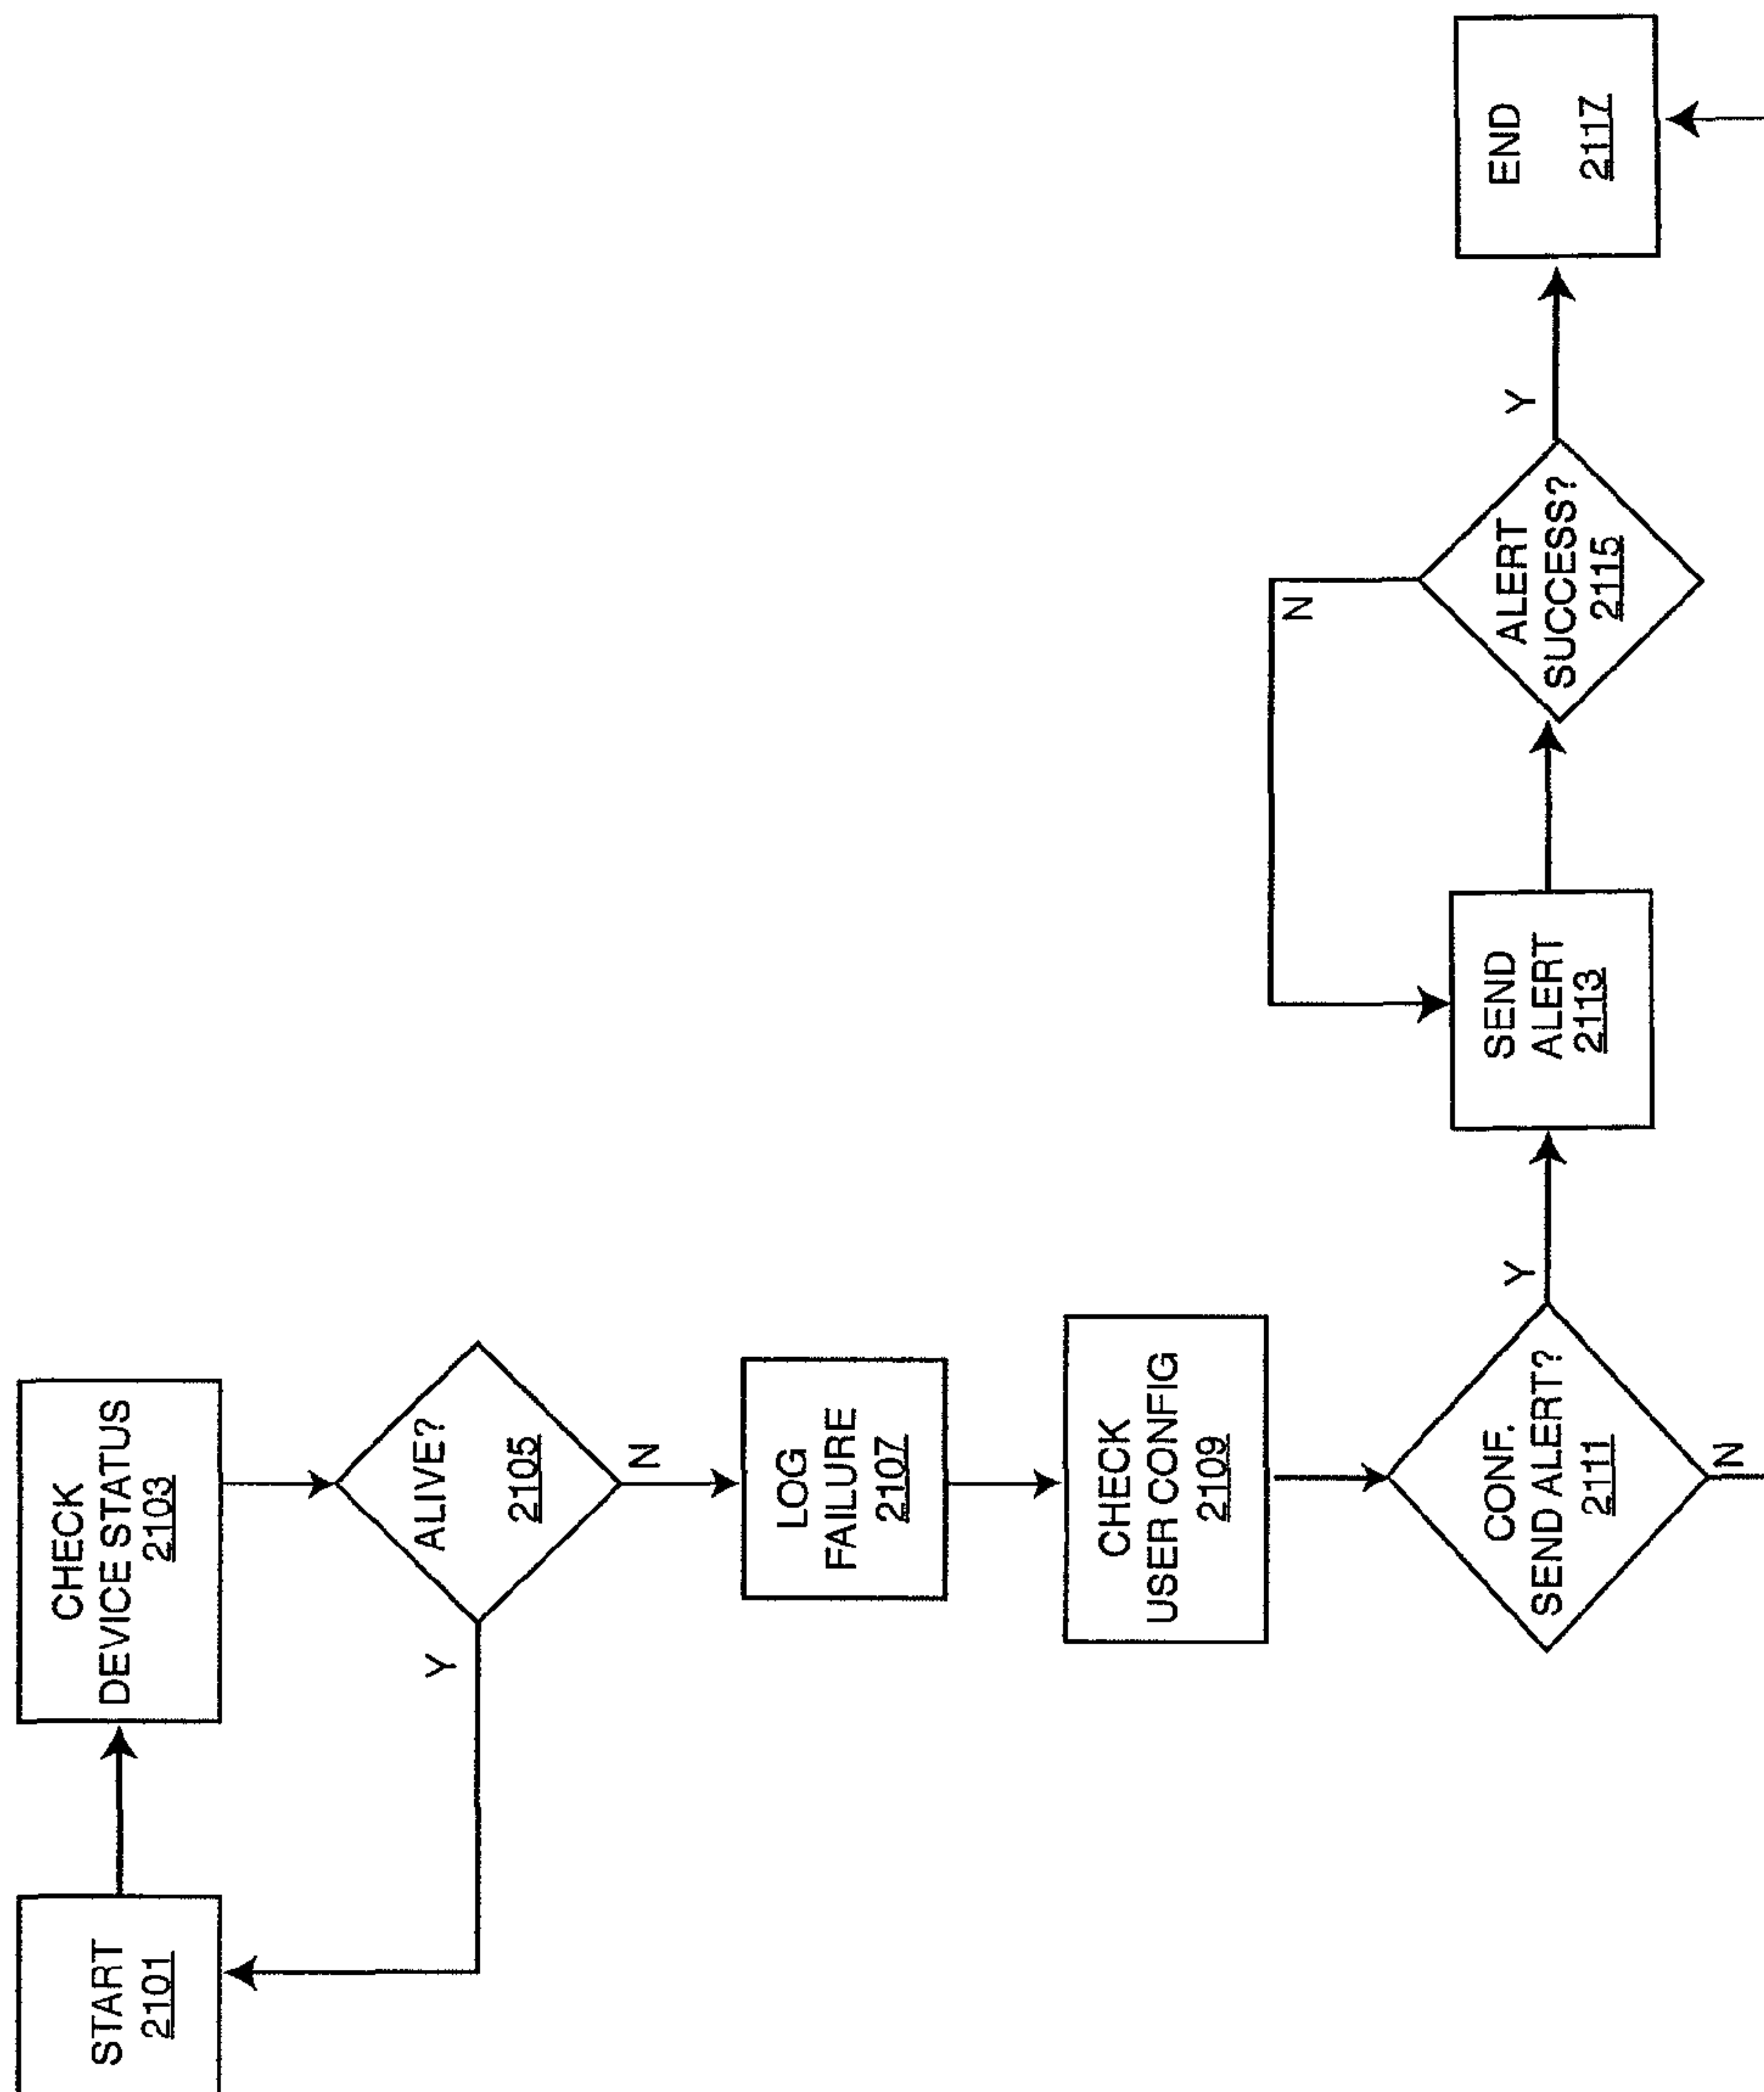 START
2101
CHECK
DEVICE STATUS
2103
Y
ALIVE?
2105
N
LOG
FAILURE
2107
CHECK
USER CONFIG
2109
CONF.
SEND ALERT?
2111
N
Y
SEND
ALERT
2113
N
ALERT
SUCCESS?
2115
Y
END
2117